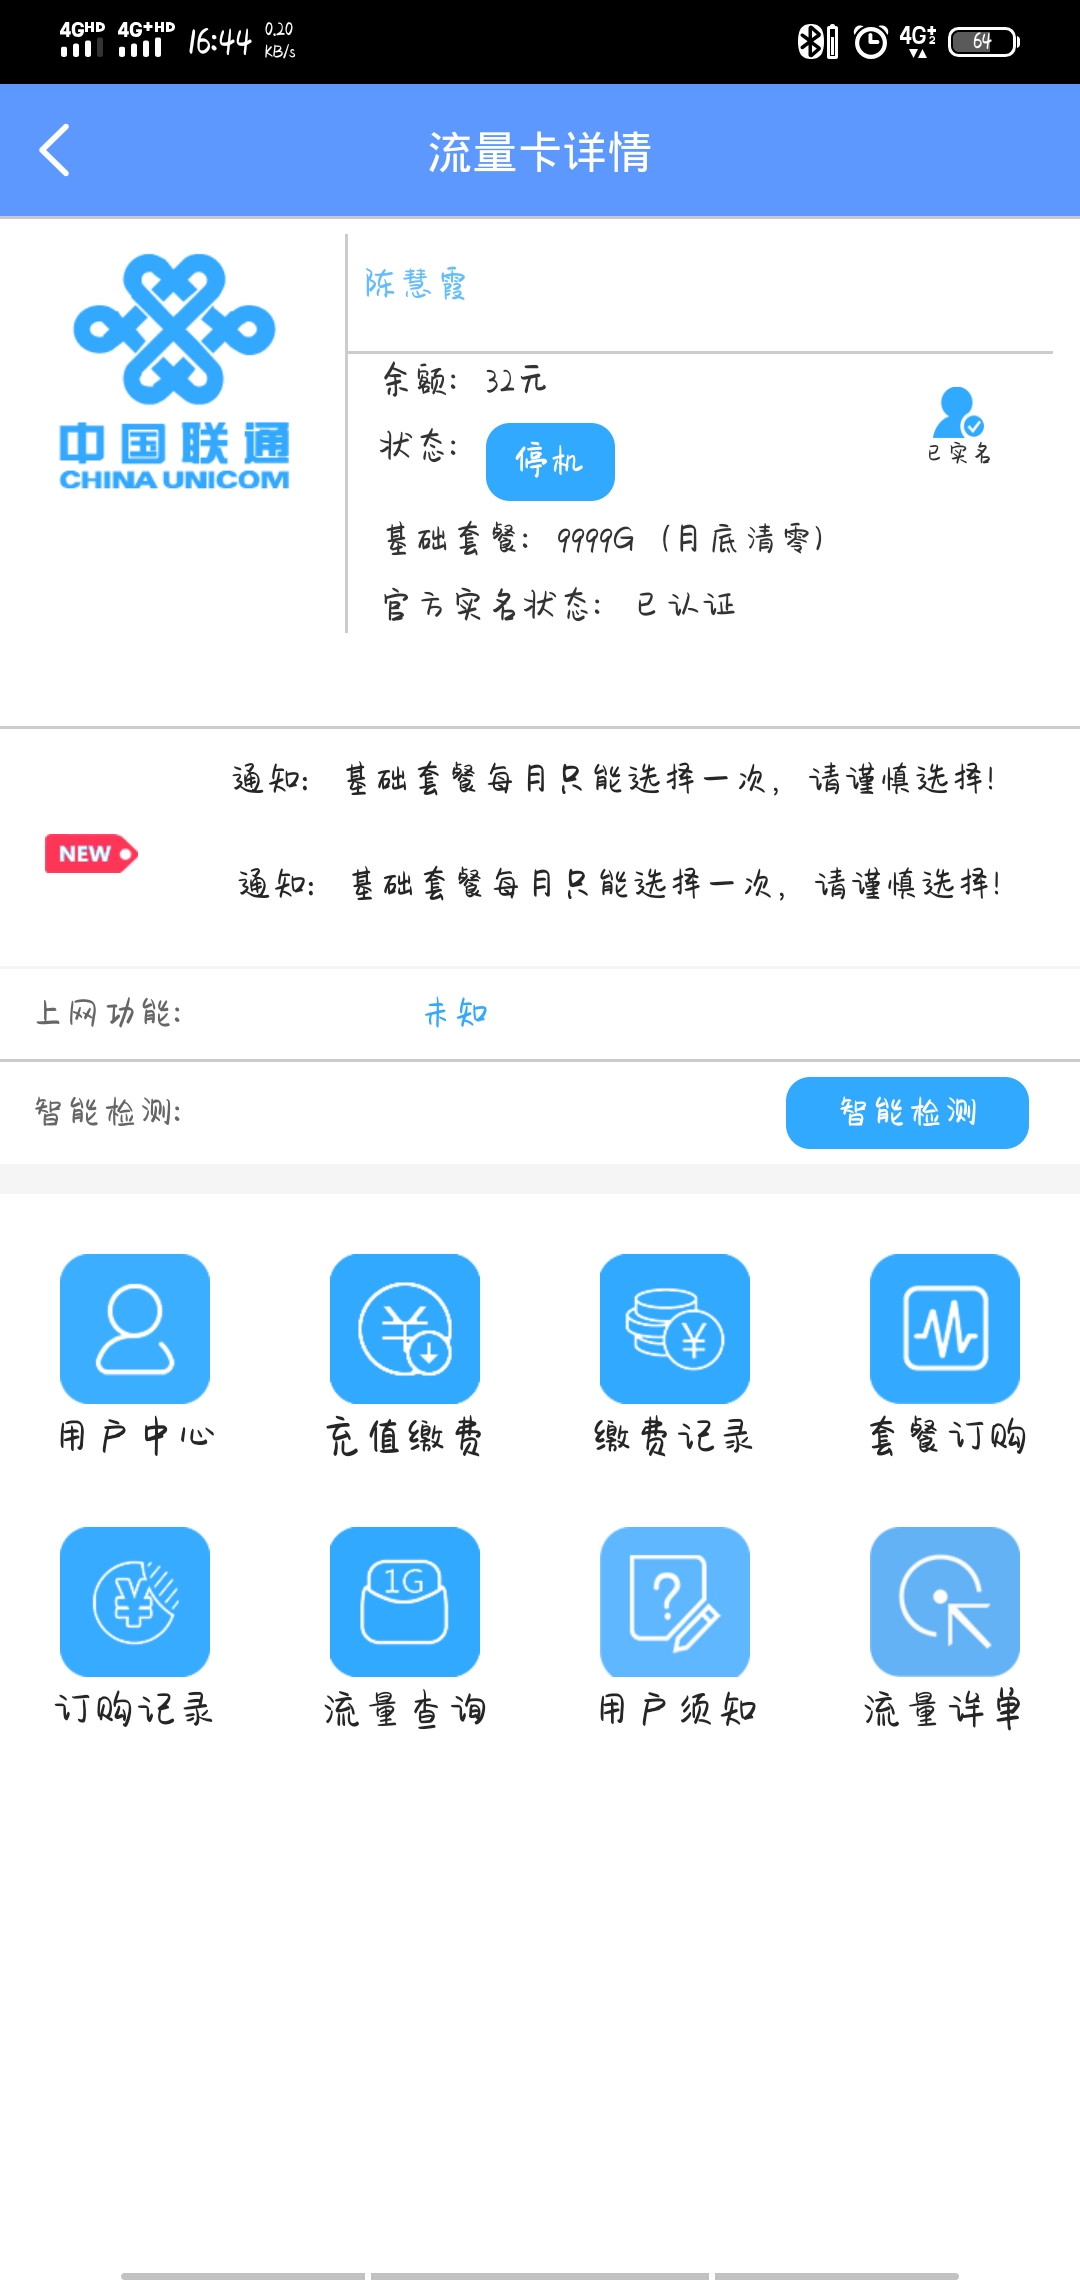 4GHD 4G+HD 16:44 0.20 KB/s 4G±2 64
流量卡详情
陈慧霞
中国联通
CHINA UNICOM
余额: 32元
状态: 停机
已实名
基础套餐: 9999G (月底清零)
官方实名状态: 已认证
通知: 基础套餐每月只能选择一次, 请谨慎选择!
NEW
通知: 基础套餐每月只能选择一次, 请谨慎选择!
上网功能: 未知
智能检测: 智能检测
用户中心 充值缴费 缴费记录 套餐订购
1G
订购记录 流量查询 用户须知 流量详单